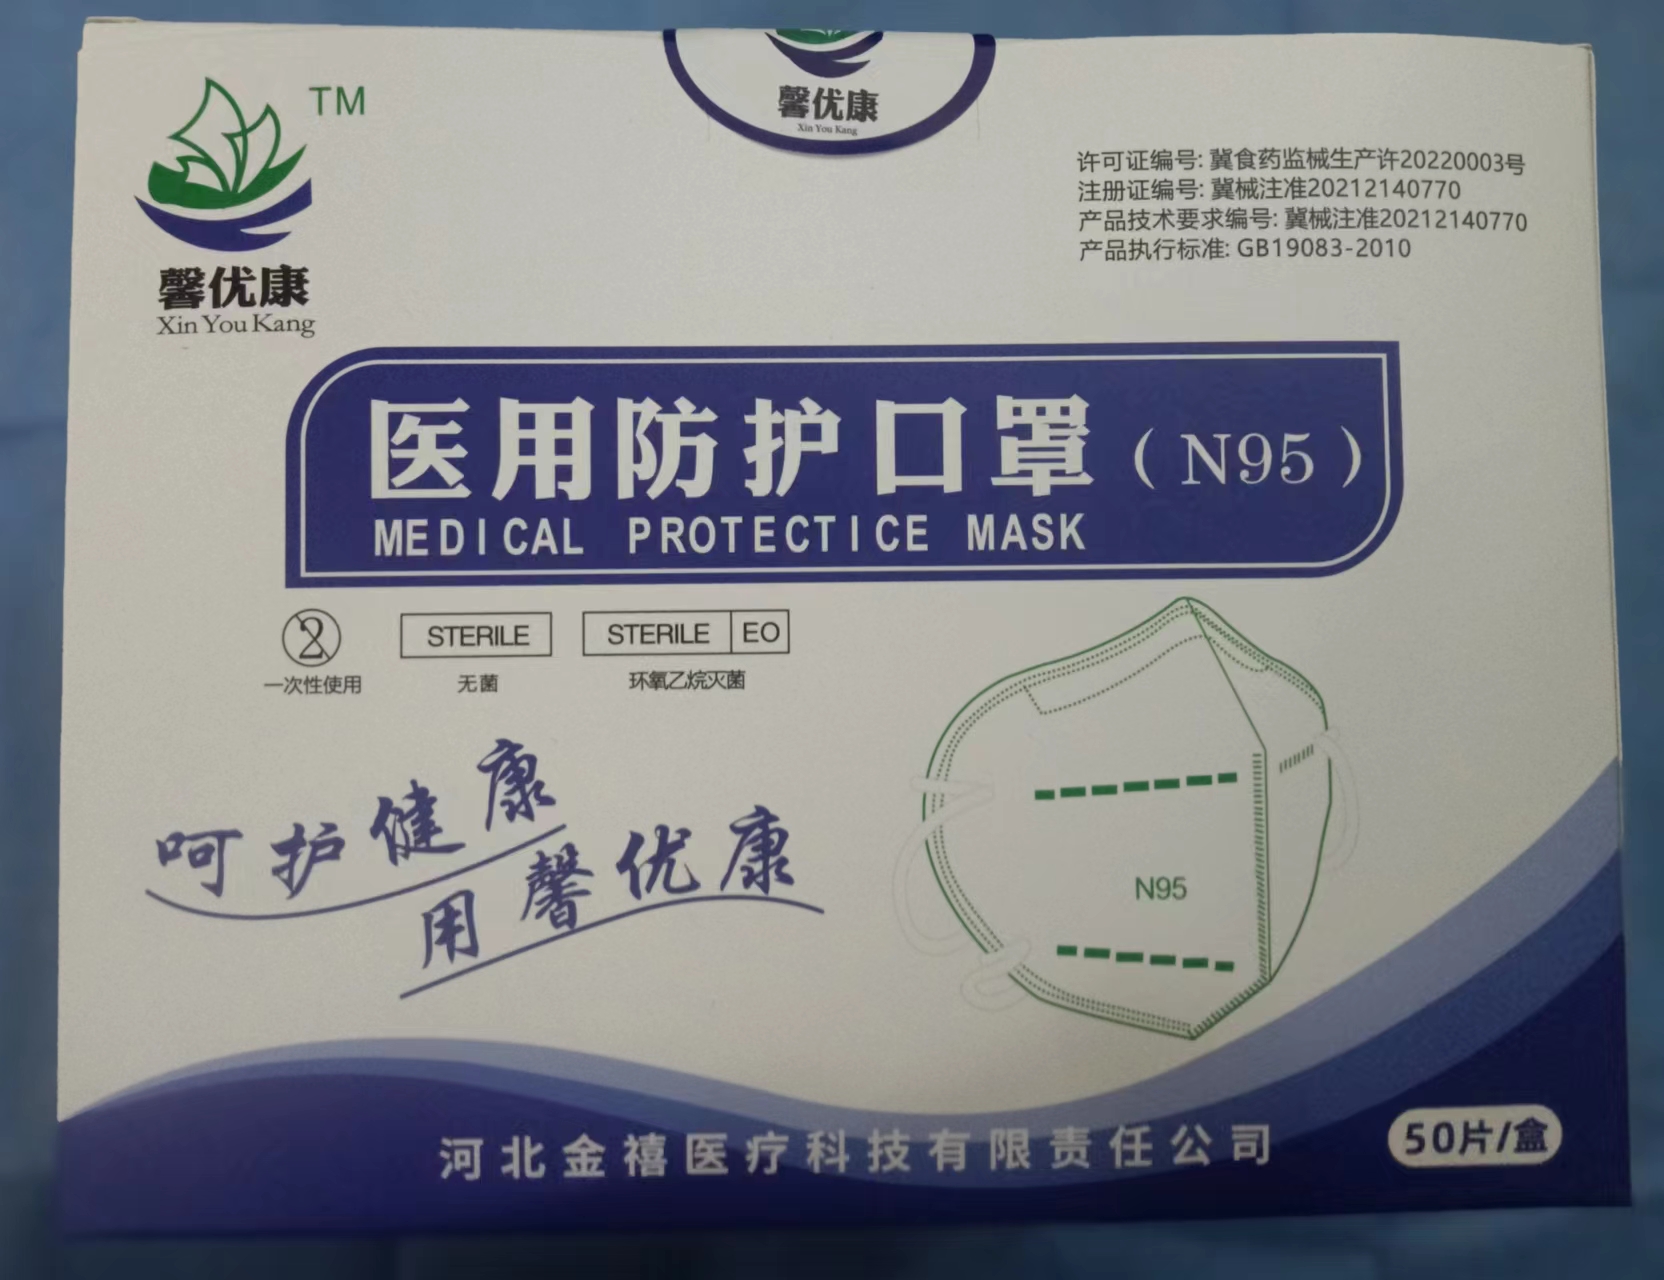 TM
馨优康
Xin You Kang
馨优康
Xin You Kang
许可证编号: 冀食药监械生产许20220003号
注册证编号: 冀械注准20212140770
产品技术要求编号: 冀械注准20212140770
产品执行标准: GB19083-2010
医用防护口罩（N95）
MEDICAL PROTECTICE MASK
2
STERILE
STERILE EO
一次性使用
无菌
环氧乙烷灭菌
呵护健康
用馨优康
N95
河北金禧医疗科技有限责任公司
50片/盒